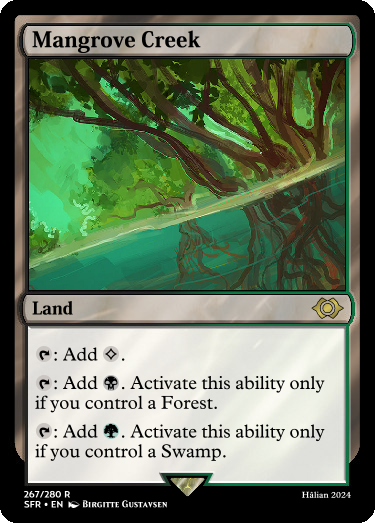 Mangrove Creek
Land
: Add .
: Add . Activate this ability only
if you control a Forest.
: Add . Activate this ability only
if you control a Swamp.
267/280 R
SFR • EN Birgitte Gustavsen
Hålian 2024